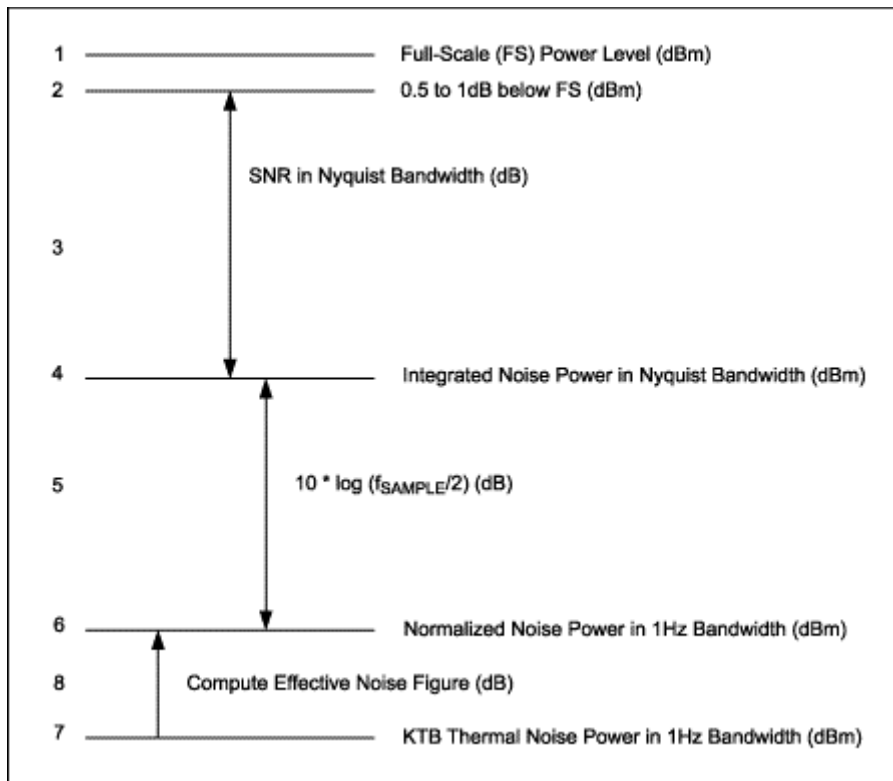 1 Full-Scale (FS) Power Level (dBm)
2 0.5 to 1dB below FS (dBm)
SNR in Nyquist Bandwidth (dB)
3
4 Integrated Noise Power in Nyquist Bandwidth (dBm)
5 10 * log (fSAMPLE/2) (dB)
6 Normalized Noise Power in 1Hz Bandwidth (dBm)
8 Compute Effective Noise Figure (dB)
7 KTB Thermal Noise Power in 1Hz Bandwidth (dBm)